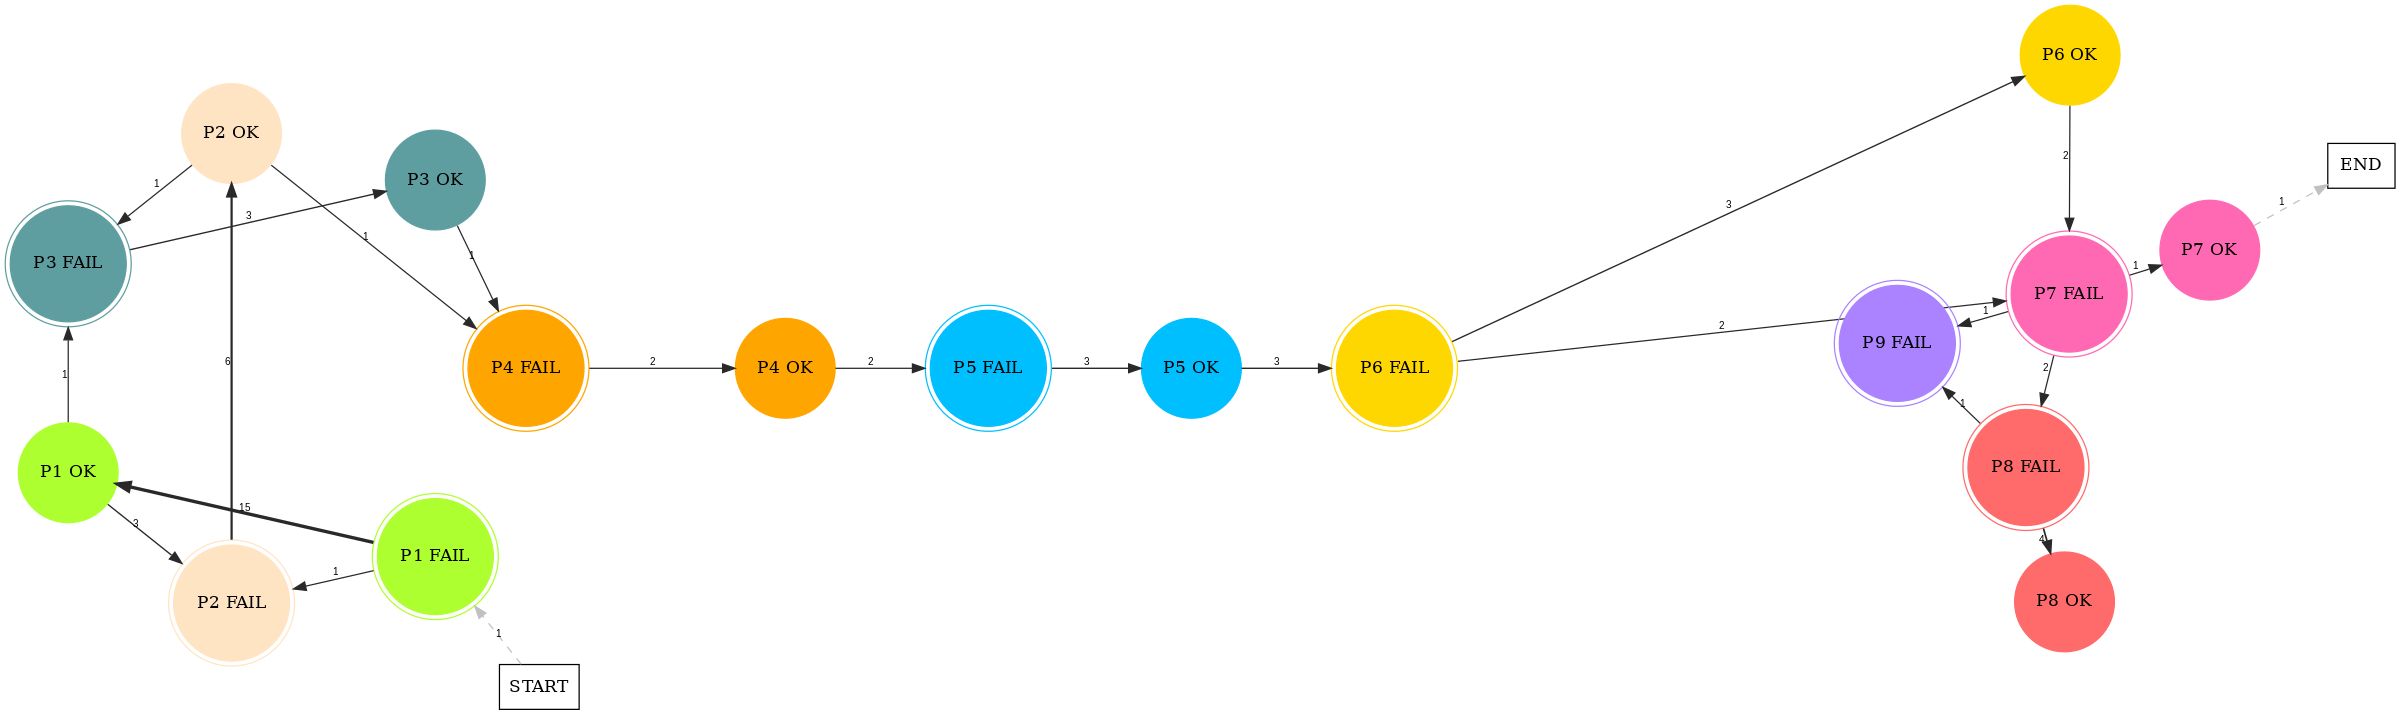 P6 OK
P2 OK
2
END
3
P3 OK
1
1
3
1
P7 OK
1
1
1
P3 FAIL
P7 FAIL
1
2
P9 FAIL
6
2
2
3
3
P4 FAIL
P4 OK
P5 FAIL
P5 OK
P6 FAIL
2
1
1
P1 OK
P8 FAIL
15
3
4
P1 FAIL
1
P2 FAIL
P8 OK
1
START